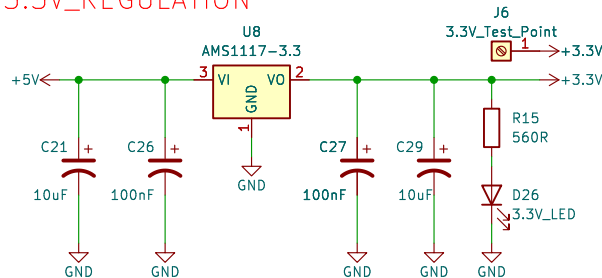 3.3V_REGULATION
J6
3.3V_Test_Point
1
+3.3V
U8
AMS1117-3.3
+5V
3
VI
VO
2
+3.3V
GND
1
GND
C21
+
10uF
C26
+
100nF
C27
+
100nF
C29
+
10uF
R15
560R
D26
3.3V_LED
GND
GND
GND
GND
GND